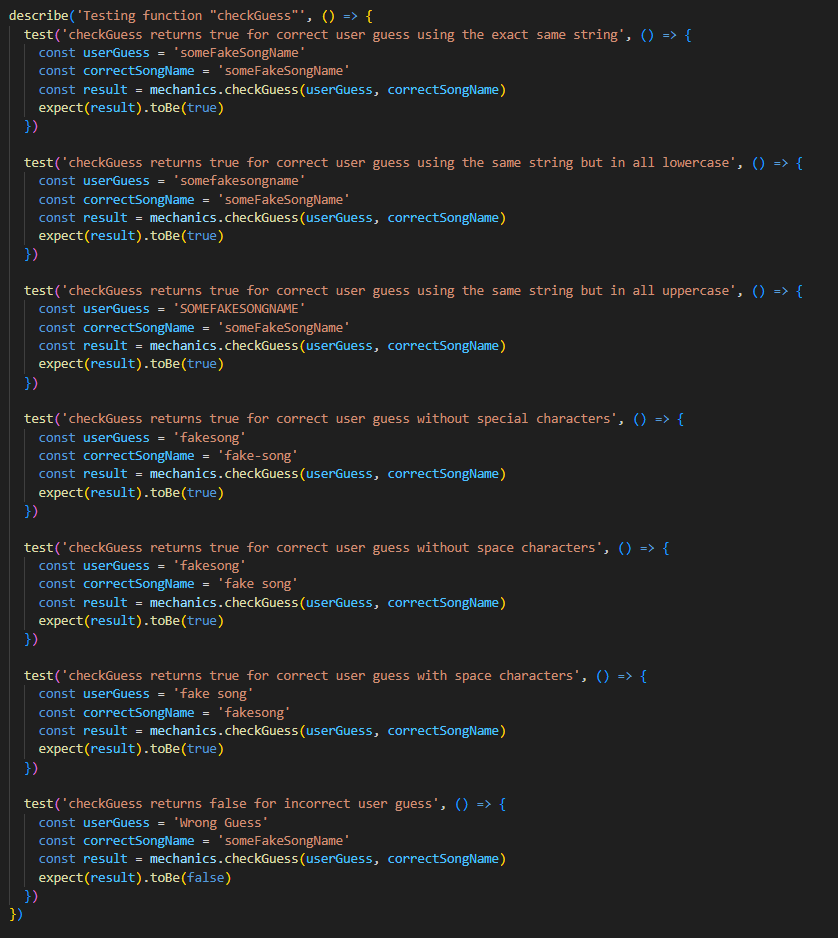 describe('Testing function "checkGuess"', () => {
  test('checkGuess returns true for correct user guess using the exact same string', () => {
    const userGuess = 'someFakeSongName'
    const correctSongName = 'someFakeSongName'
    const result = mechanics.checkGuess(userGuess, correctSongName)
    expect(result).toBe(true)
  })

  test('checkGuess returns true for correct user guess using the same string but in all lowercase', () => {
    const userGuess = 'somefakesongname'
    const correctSongName = 'someFakeSongName'
    const result = mechanics.checkGuess(userGuess, correctSongName)
    expect(result).toBe(true)
  })

  test('checkGuess returns true for correct user guess using the same string but in all uppercase', () => {
    const userGuess = 'SOMEFAKESONGNAME'
    const correctSongName = 'someFakeSongName'
    const result = mechanics.checkGuess(userGuess, correctSongName)
    expect(result).toBe(true)
  })

  test('checkGuess returns true for correct user guess without special characters', () => {
    const userGuess = 'fakesong'
    const correctSongName = 'fake-song'
    const result = mechanics.checkGuess(userGuess, correctSongName)
    expect(result).toBe(true)
  })

  test('checkGuess returns true for correct user guess without space characters', () => {
    const userGuess = 'fakesong'
    const correctSongName = 'fake song'
    const result = mechanics.checkGuess(userGuess, correctSongName)
    expect(result).toBe(true)
  })

  test('checkGuess returns true for correct user guess with space characters', () => {
    const userGuess = 'fake song'
    const correctSongName = 'fakesong'
    const result = mechanics.checkGuess(userGuess, correctSongName)
    expect(result).toBe(true)
  })

  test('checkGuess returns false for incorrect user guess', () => {
    const userGuess = 'Wrong Guess'
    const correctSongName = 'someFakeSongName'
    const result = mechanics.checkGuess(userGuess, correctSongName)
    expect(result).toBe(false)
  })
})